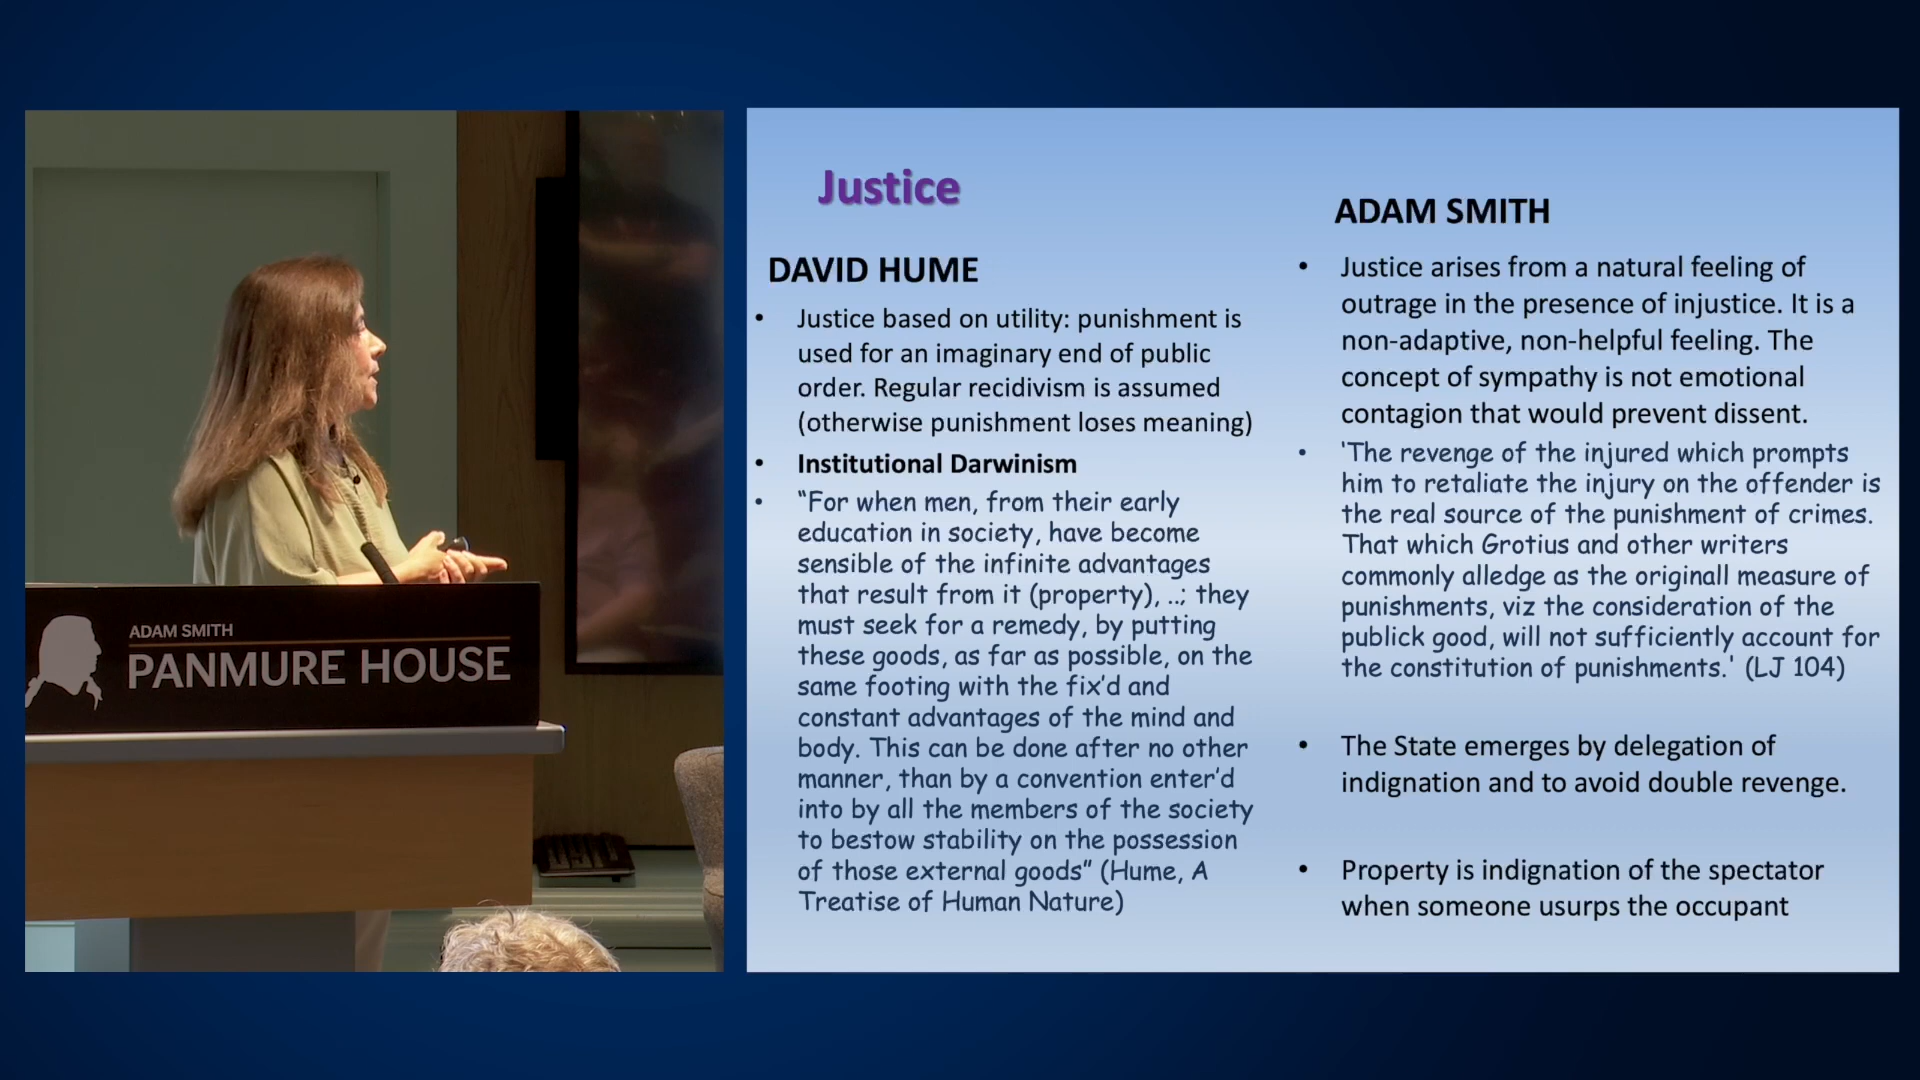 ADAM SMITH
PANMURE HOUSE
Justice
DAVID HUME
• Justice based on utility: punishment is
used for an imaginary end of public
order. Regular recidivism is assumed
(otherwise punishment loses meaning)
• Institutional Darwinism
• “For when men, from their early
education in society, have become
sensible of the infinite advantages
that result from it (property), ..; they
must seek for a remedy, by putting
these goods, as far as possible, on the
same footing with the fix’d and
constant advantages of the mind and
body. This can be done after no other
manner, than by a convention enter’d
into by all the members of the society
to bestow stability on the possession
of those external goods” (Hume, A
Treatise of Human Nature)
ADAM SMITH
• Justice arises from a natural feeling of
outrage in the presence of injustice. It is a
non-adaptive, non-helpful feeling. The
concept of sympathy is not emotional
contagion that would prevent dissent.
• 'The revenge of the injured which prompts
him to retaliate the injury on the offender is
the real source of the punishment of crimes.
That which Grotius and other writers
commonly alledge as the originall measure of
punishments, viz the consideration of the
publick good, will not sufficiently account for
the constitution of punishments.' (LJ 104)
• The State emerges by delegation of
indignation and to avoid double revenge.
• Property is indignation of the spectator
when someone usurps the occupant